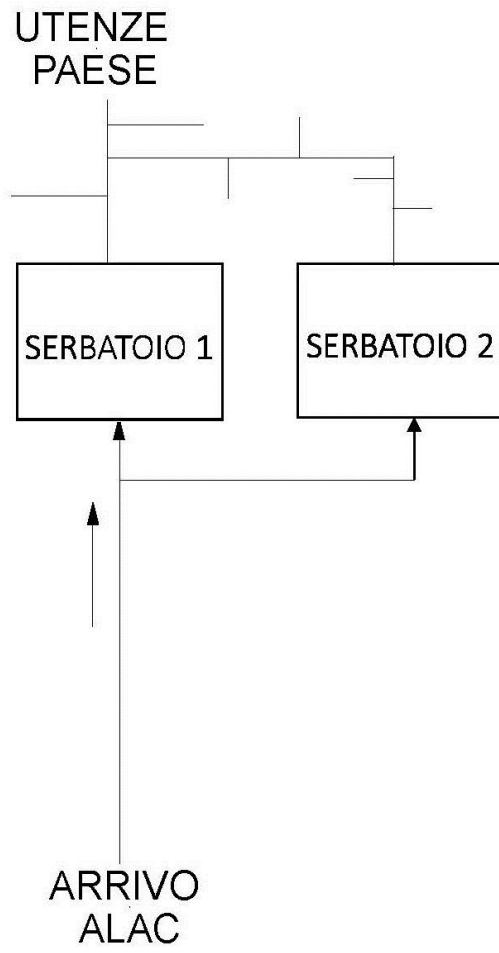 UTENZE
PAESE
SERBATOIO 1
SERBATOIO 2
ARRIVO
ALAC